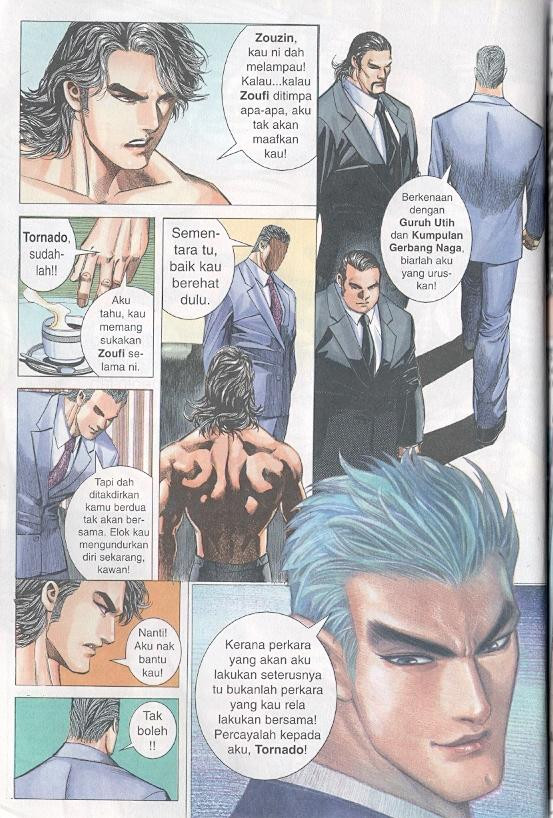 Zouzin,
kau ni dah
melampau!
Kalau...kalau
Zoufi ditimpa
apa-apa, aku
tak akan
maafkan
kau!
Tornado,
sudah-
lah!!
Aku
tahu, kau
memang
sukakan
Zoufi se-
lama ni.
Semen-
tara tu,
baik kau
berehat
dulu.
Berkenaan
dengan
Guruh Utih
dan Kumpulan
Gerbang Naga,
biarlah aku
yang urus-
kan!
Tapi dah
ditakdirkan
kamu berdua
tak akan ber-
sama. Elok kau
mengundurkan
diri sekarang,
kawan!
Nanti!
Aku nak
bantu
kau!
Tak
boleh
!!
Kerana perkara
yang akan aku
lakukan seterusnya
tu bukanlah perkara
yang kau rela
lakukan bersama!
Percayalah kepada
aku, Tornado!